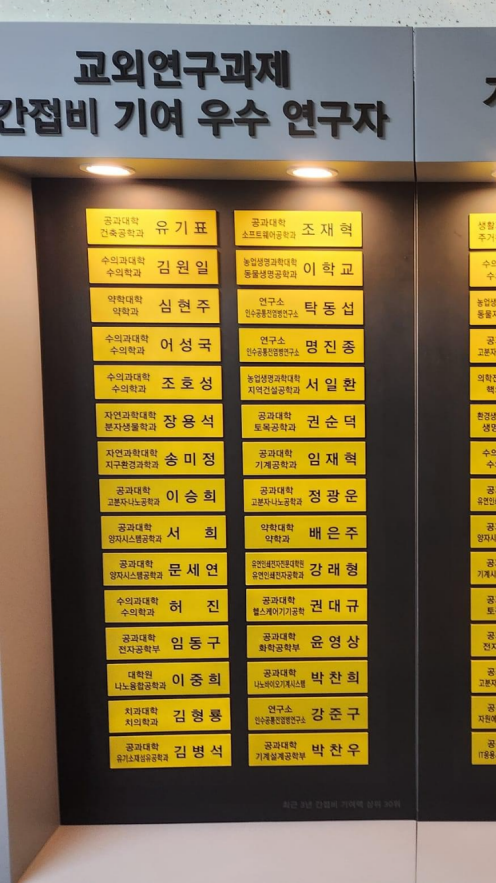 교외연구과제
간접비 기여 우수 연구자
공과대학 건축공학과 유기표
수의과대학 수의학과 김원일
약학대학 약학과 심현주
수의과대학 수의학과 어성국
수의과대학 수의학과 조호성
자연과학대학 분자생물학과 장용석
자연과학대학 지구환경과학과 송미정
공과대학 고분자·나노공학과 이승희
공과대학 양자시스템공학과 서 희
공과대학 양자시스템공학과 문세연
수의과대학 수의학과 허 진
공과대학 전자공학부 임동구
대학원 나노융합공학과 이중희
치과대학 치의학과 김형룡
공과대학 유기소재섬유공학과 김병석
공과대학 소프트웨어공학과 조재혁
농업생명과학대학 동물생명공학과 이학교
연구소 인수공통전염병연구소 탁동섭
연구소 인수공통전염병연구소 명진종
농업생명과학대학 지역건설공학과 서일환
공과대학 토목공학과 권순덕
공과대학 기계공학과 임재혁
공과대학 고분자·나노공학과 정광운
약학대학 약학과 배은주
유연인쇄전자전문대학원 유연인쇄전자공학과 강래형
공과대학 헬스케어기기공학 권대규
공과대학 화학공학부 윤영상
공과대학 나노바이오기계시스템 박찬희
연구소 인수공통전염병연구소 강준구
공과대학 기계설계공학부 박찬우
최근 3년 간접비 기여액 상위 30위